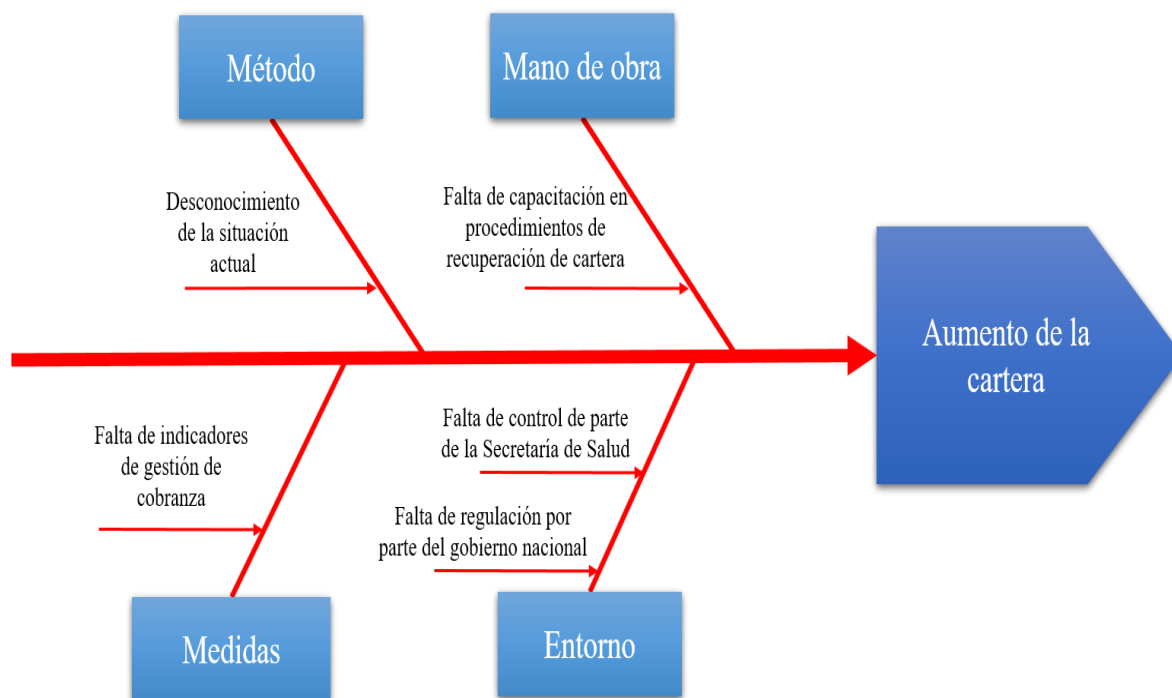 Método
Mano de obra
Desconocimiento
de la situación
actual
Falta de capacitación en
procedimientos de
recuperación de cartera
Aumento de la
cartera
Falta de indicadores
de gestión de
cobranza
Falta de control de parte
de la Secretaría de Salud
Falta de regulación por
parte del gobierno nacional
Medidas
Entorno